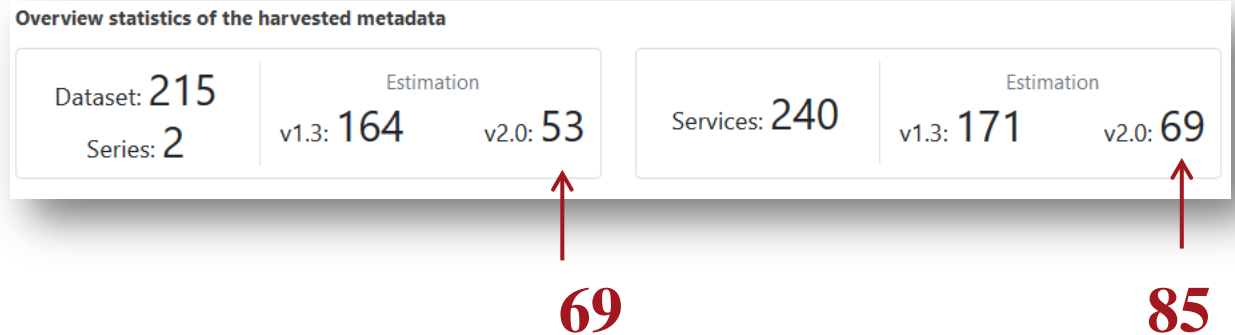 Overview statistics of the harvested metadata
Dataset: 215
Series: 2
Estimation
v1.3: 164 v2.0: 53
Services: 240
Estimation
v1.3: 171 v2.0: 69
69
85